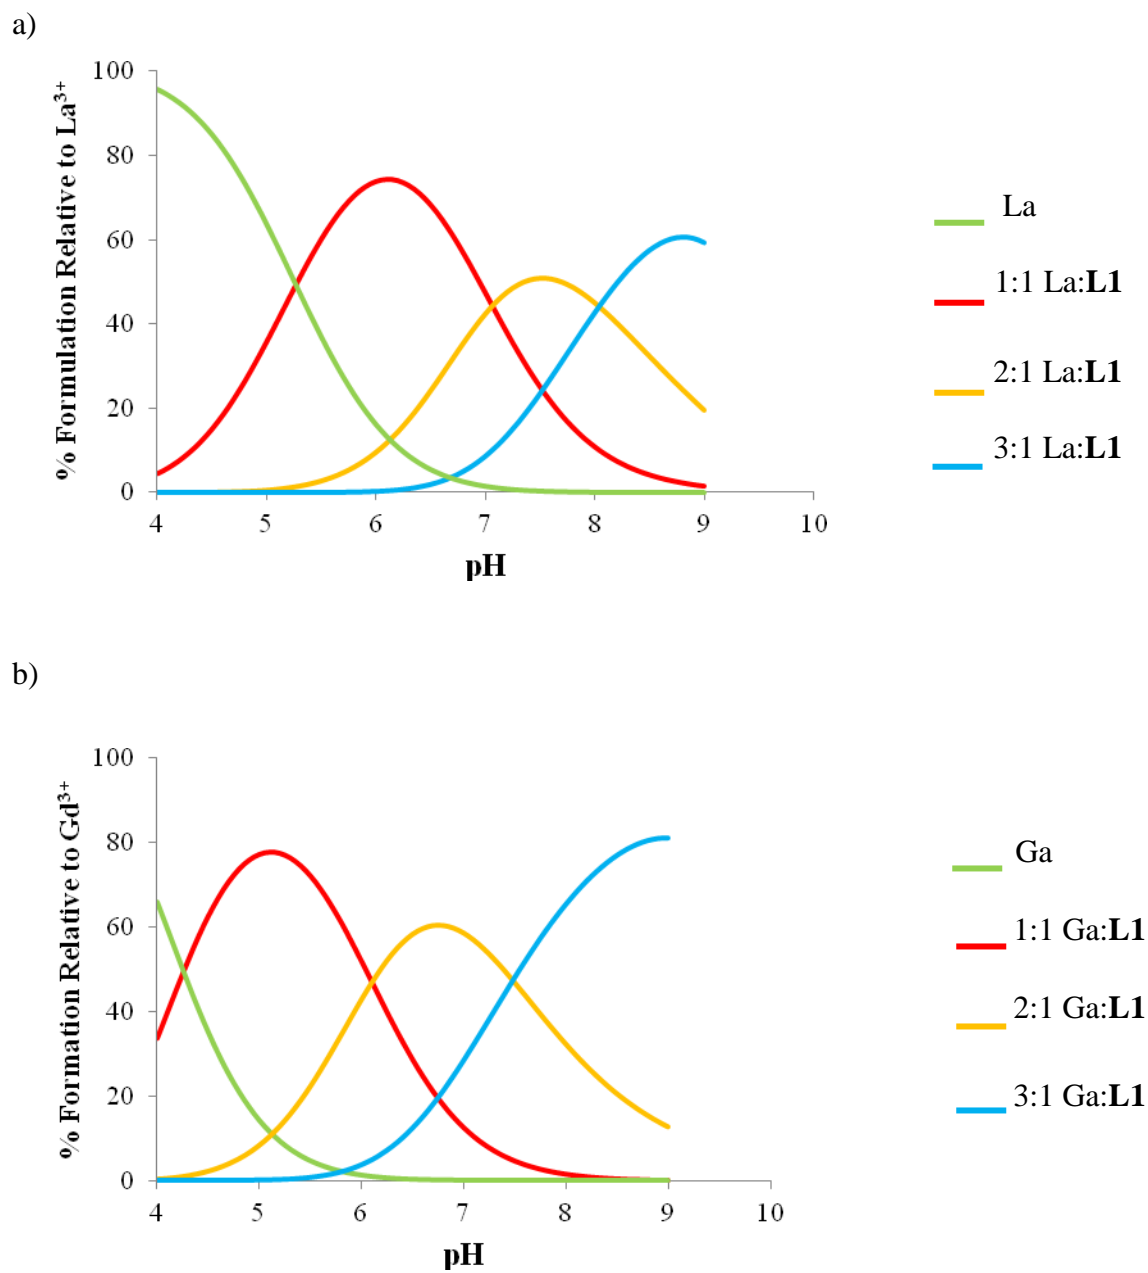 a)
% Formulation Relative to La³⁺
100
80
60
40
20
0
4 5 6 7 8 9 10
pH
La
1:1 La:L1
2:1 La:L1
3:1 La:L1
b)
% Formation Relative to Gd³⁺
100
80
60
40
20
0
4 5 6 7 8 9 10
pH
Ga
1:1 Ga:L1
2:1 Ga:L1
3:1 Ga:L1